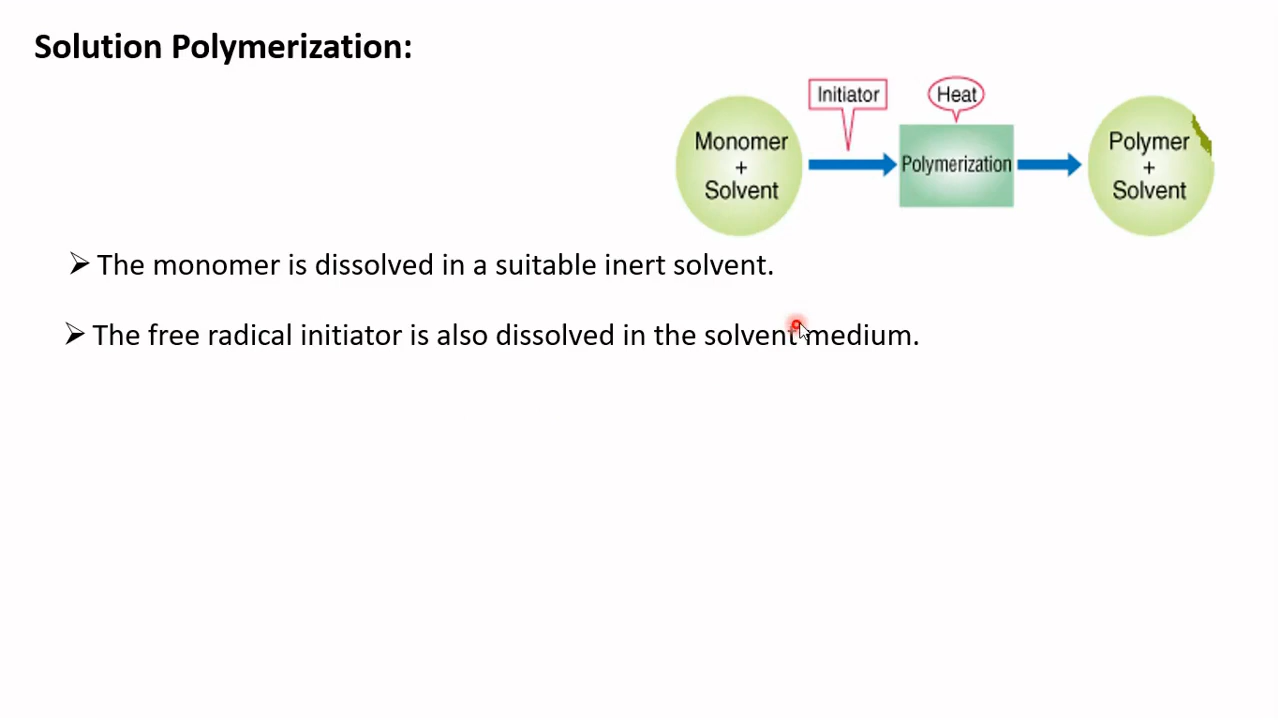 Solution Polymerization:
Initiator
Heat
Monomer
+
Solvent
Polymerization
Polymer
+
Solvent
➢ The monomer is dissolved in a suitable inert solvent.
➢ The free radical initiator is also dissolved in the solvent medium.